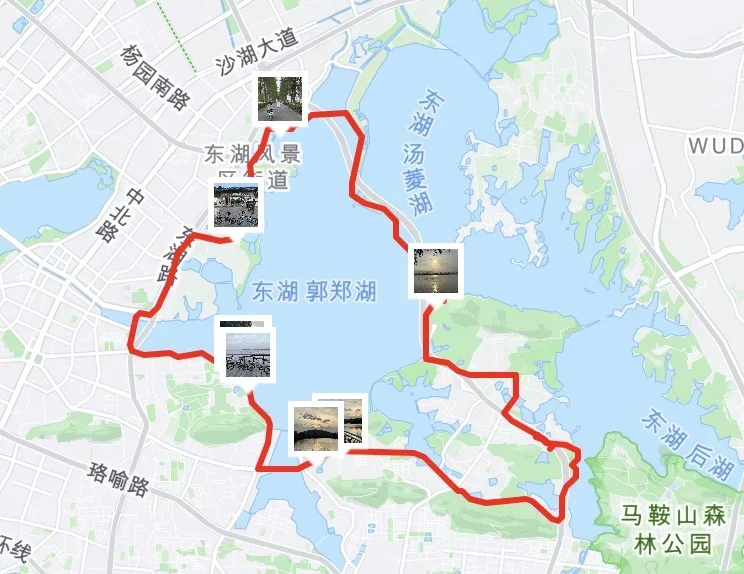 沙湖大道
杨园南路
东湖风景
区街道
东湖 汤菱湖
WUD
中北路
东湖路
东湖 郭郑湖
东湖 后湖
珞喻路
马鞍山森
林公园
环线